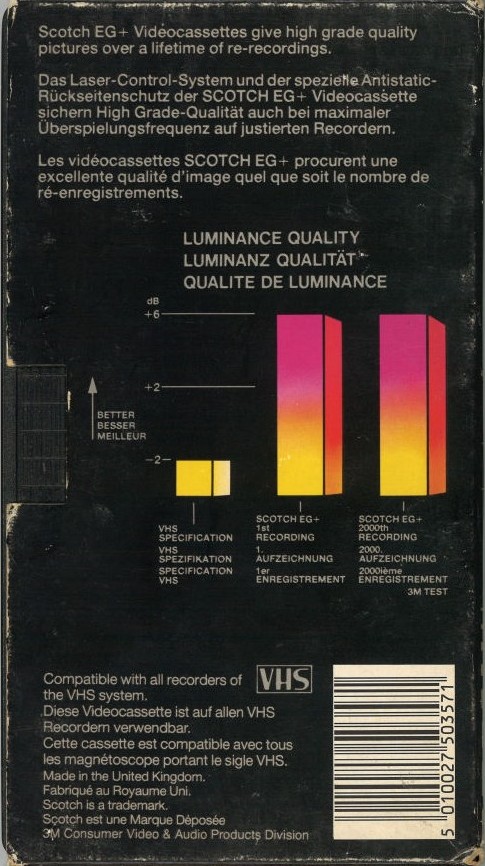 Scotch EG+ Videocassettes give high grade quality
pictures over a lifetime of re-recordings.
Das Laser-Control-System und der spezielle Antistatic-
Rückseitenschutz der SCOTCH EG+ Videocassette
sichern High Grade-Qualität auch bei maximaler
Überspielungsfrequenz auf justierten Recordern.
Les vidéocassettes SCOTCH EG+ procurent une
excellente qualité d'image quel que soit le nombre de
ré-enregistrements.
LUMINANCE QUALITY
LUMINANZ QUALITÄT
QUALITE DE LUMINANCE
dB
+6
+2
-2
BETTER
BESSER
MEILLEUR
VHS
SPECIFICATION
VHS
SPEZIFIKATION
SPECIFICATION
VHS
SCOTCH EG+
1st
RECORDING
1.
AUFZEICHNUNG
1er
ENREGISTREMENT
SCOTCH EG+
2000th
RECORDING
2000.
AUFZEICHNUNG
2000ième
ENREGISTREMENT
3M TEST
Compatible with all recorders of
the VHS system.
VHS
Diese Videocassette ist auf allen VHS
Recordern verwendbar.
Cette cassette est compatible avec tous
les magnétoscope portant le sigle VHS.
Made in the United Kingdom.
Fabriqué au Royaume Uni.
Scotch is a trademark.
Scotch est une Marque Déposée
3M Consumer Video & Audio Products Division
5 010027 503571